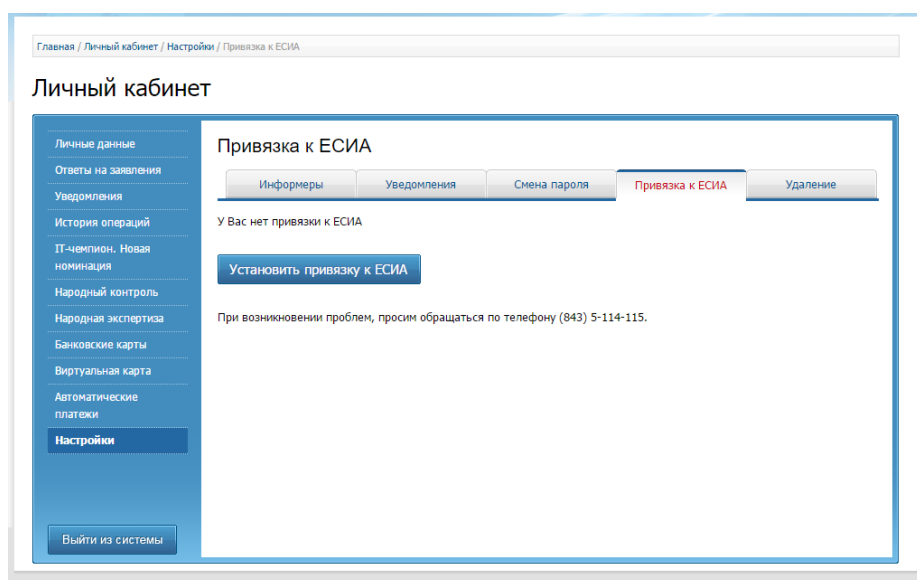 Главная / Личный кабинет / Настройки / Привязка к ЕСИА
Личный кабинет
Личные данные
Ответы на заявления
Уведомления
История операций
IT-чемпион. Новая
номинация
Народный контроль
Народная экспертиза
Банковские карты
Виртуальная карта
Автоматические
платежи
Настройки
Выйти из системы
Привязка к ЕСИА
Информеры
Уведомления
Смена пароля
Привязка к ЕСИА
Удаление
У Вас нет привязки к ЕСИА
Установить привязку к ЕСИА
При возникновении проблем, просим обращаться по телефону (843) 5-114-115.